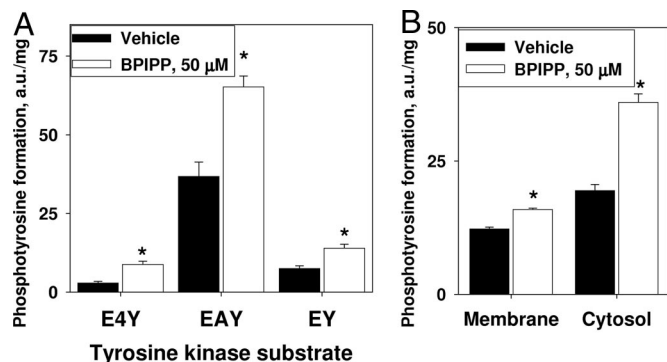 A
Phosphotyrosine formation, a.u./mg
75
50
25
0
Vehicle
BPIPP, 50 μM
*
*
*
E4Y EAY EY
Tyrosine kinase substrate
B
Phosphotyrosine formation, a.u./mg
50
25
0
Vehicle
BPIPP, 50 μM
*
*
Membrane Cytosol